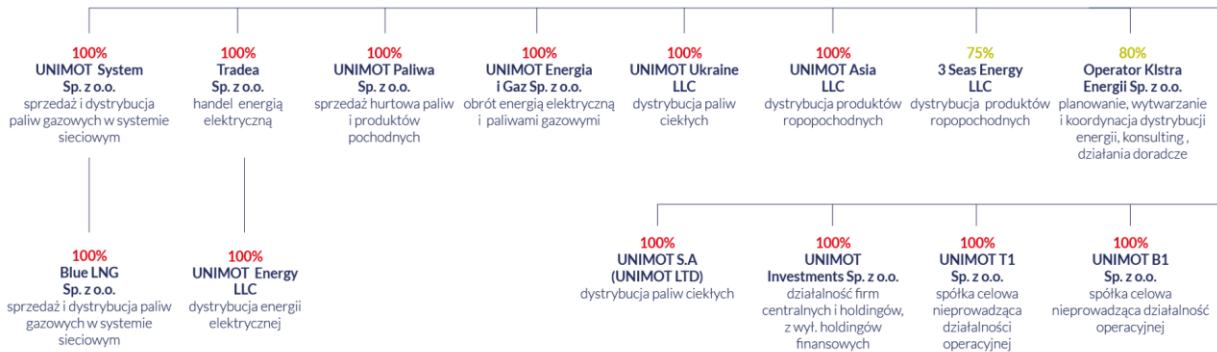 100%
UNIMOT System
Sp. z o.o.
sprzedaż i dystrybucja
paliw gazowych w systemie
sieciowym
100%
Tradea
Sp. z o.o.
handel energią
elektryczną
100%
UNIMOT Paliwa
Sp. z o.o.
sprzedaż hurtowa paliw
i produktów
pochodnych
100%
UNIMOT Energia
i Gaz Sp. z o.o.
obrót energią elektryczną
i paliwami gazowymi
100%
UNIMOT Ukraine
LLC
dystrybucja paliw
ciekłych
100%
UNIMOT Asia
LLC
dystrybucja produktów
ropopochodnych
75%
3 Seas Energy
LLC
dystrybucja produktów
ropopochodnych
80%
Operator Klstra
Energii Sp. z o.o.
planowanie, wytwarzanie
i koordynacja dystrybucji
energii, konsulting ,
działania doradcze
100%
Blue LNG
Sp. z o.o.
sprzedaż i dystrybucja paliw
gazowych w systemie
sieciowym
100%
UNIMOT Energy
LLC
dystrybucja energii
elektrycznej
100%
UNIMOT S.A
(UNIMOT LTD)
dystrybucja paliw ciekłych
100%
UNIMOT
Investments Sp. z o.o.
działalność firm
centralnych i holdingów,
z wył. holdingów
finansowych
100%
UNIMOT T1
Sp. z o.o.
spółka celowa
nieprowadząca
działalności
operacyjnej
100%
UNIMOT B1
Sp. z o.o.
spółka celowa
nieprowadząca działalność
operacyjnej